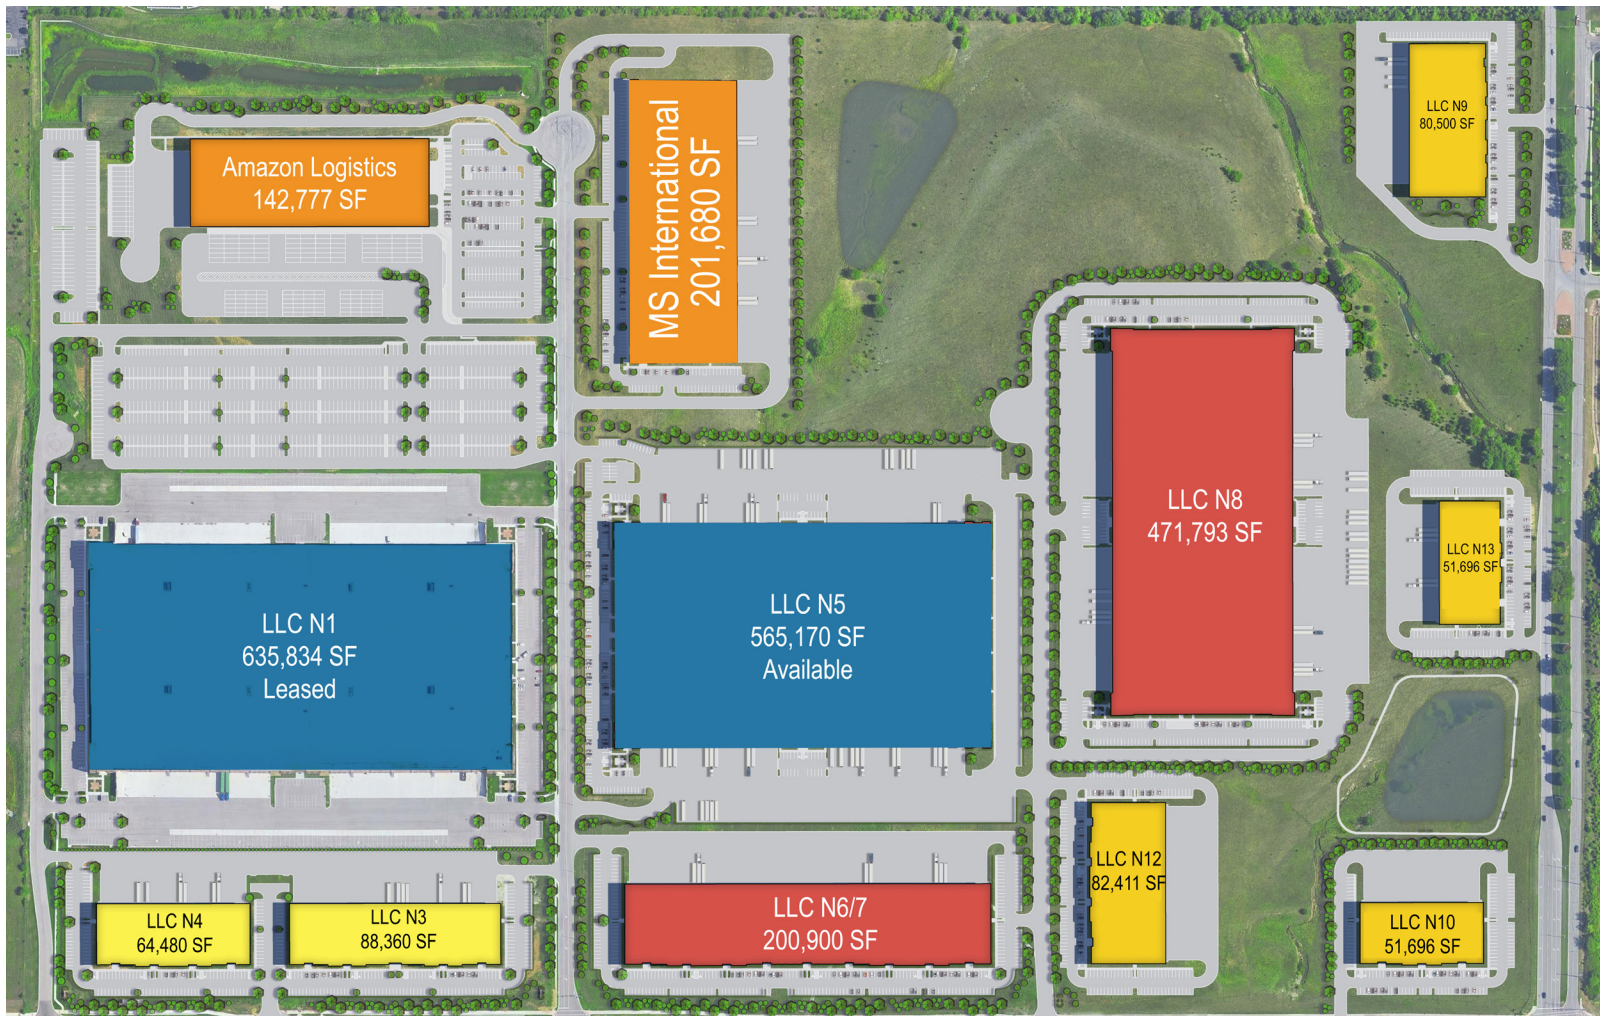 LLC N9
80,500 SF
Amazon Logistics
142,777 SF
MS International
201,680 SF
LLC N8
471,793 SF
LLC N13
51,696 SF
LLC N1
635,834 SF
Leased
LLC N5
565,170 SF
Available
LLC N12
82,411 SF
LLC N4
64,480 SF
LLC N3
88,360 SF
LLC N6/7
200,900 SF
LLC N10
51,696 SF